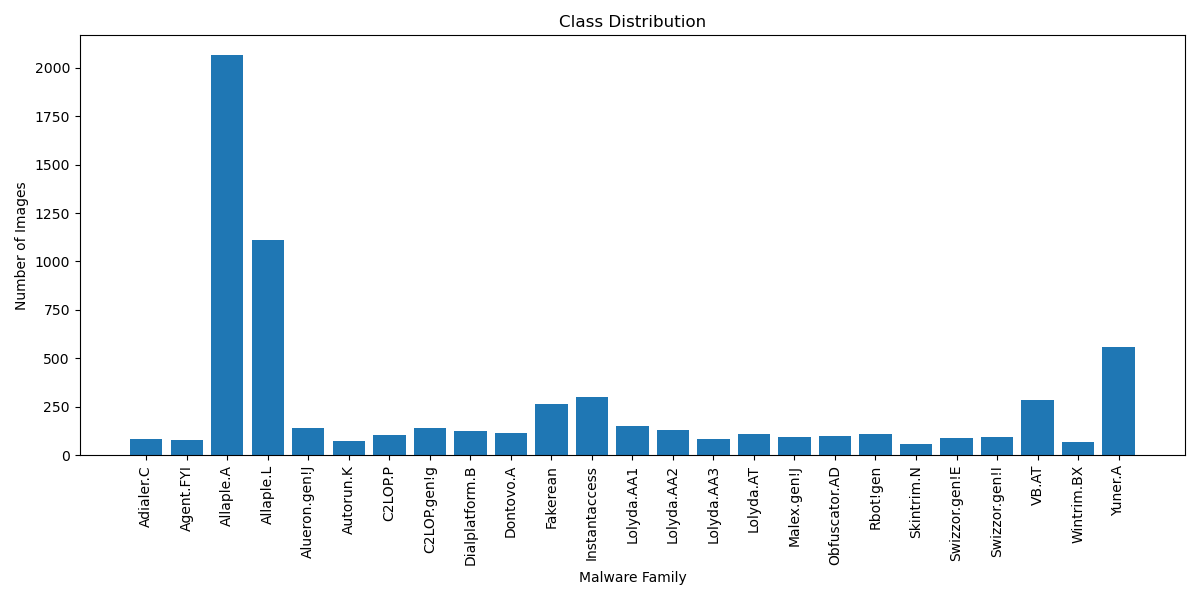 Class Distribution
Number of Images
2000
1750
1500
1250
1000
750
500
250
0
Adialer.C
Agent.FYI
Allaple.A
Allaple.L
Alueron.gen!J
Autorun.K
C2LOP.P
C2LOP.gen!g
Dialplatform.B
Dontovo.A
Fakerean
Instantaccess
Lolyda.AA1
Lolyda.AA2
Lolyda.AA3
Lolyda.AT
Malex.gen!J
Obfuscator.AD
Rbot!gen
Skintrim.N
Swizzor.gen!E
Swizzor.gen!I
VB.AT
Wintrim.BX
Yuner.A
Malware Family